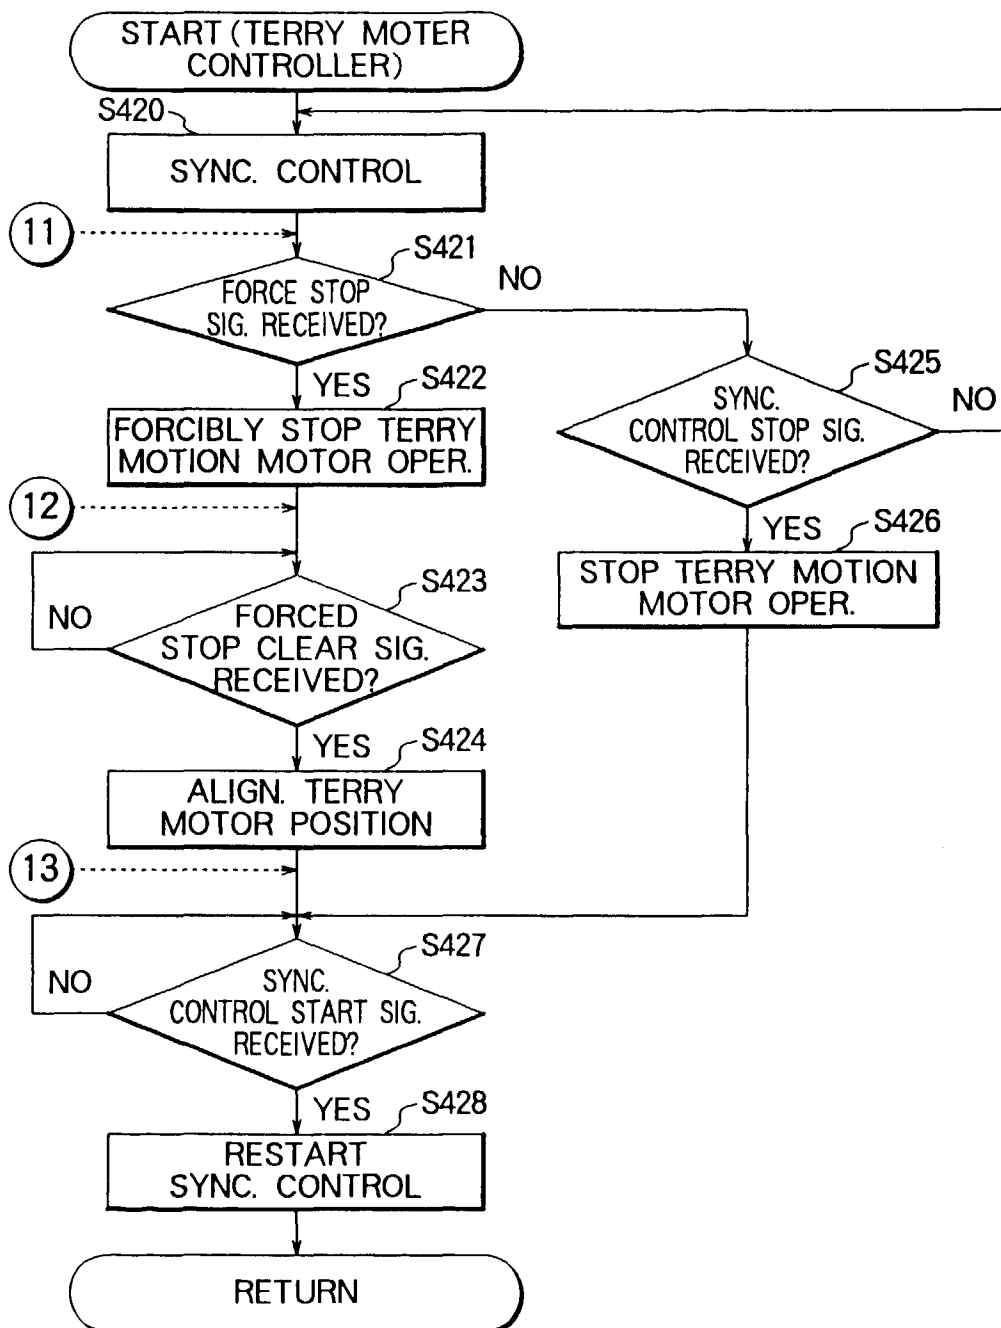 START (TERRY MOTER
CONTROLLER)
S420
SYNC. CONTROL
11
S421
FORCE STOP
SIG. RECEIVED?
NO
YES
S422
FORCIBLY STOP TERRY
MOTION MOTOR OPER.
S425
SYNC.
CONTROL STOP SIG.
RECEIVED?
NO
YES
S426
STOP TERRY MOTION
MOTOR OPER.
12
S423
NO
FORCED
STOP CLEAR SIG.
RECEIVED?
YES
S424
ALIGN. TERRY
MOTOR POSITION
13
S427
NO
SYNC.
CONTROL START SIG.
RECEIVED?
YES
S428
RESTART
SYNC. CONTROL
RETURN